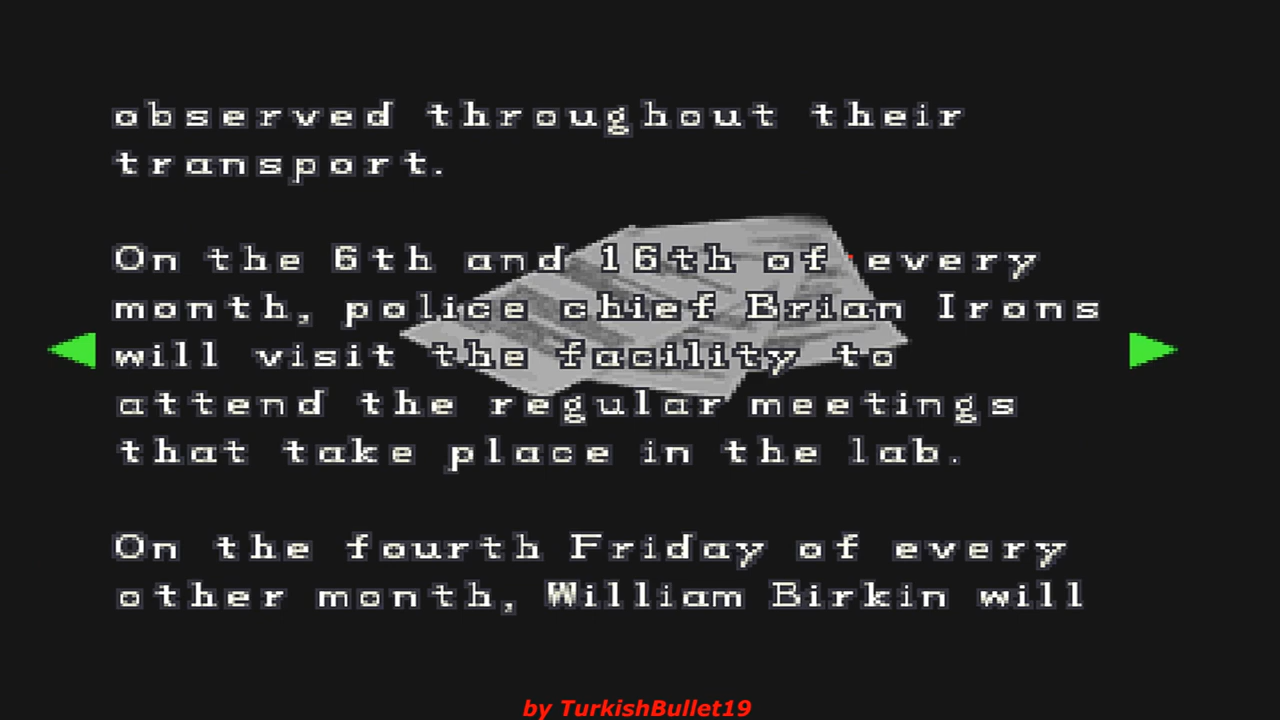 observed throughout their
transport.
On the 6th and 16th of every
month, police chief Brian Irons
will visit the facility to
attend the regular meetings
that take place in the lab.
On the fourth Friday of every
other month, William Birkin will
by TurkishBullet19